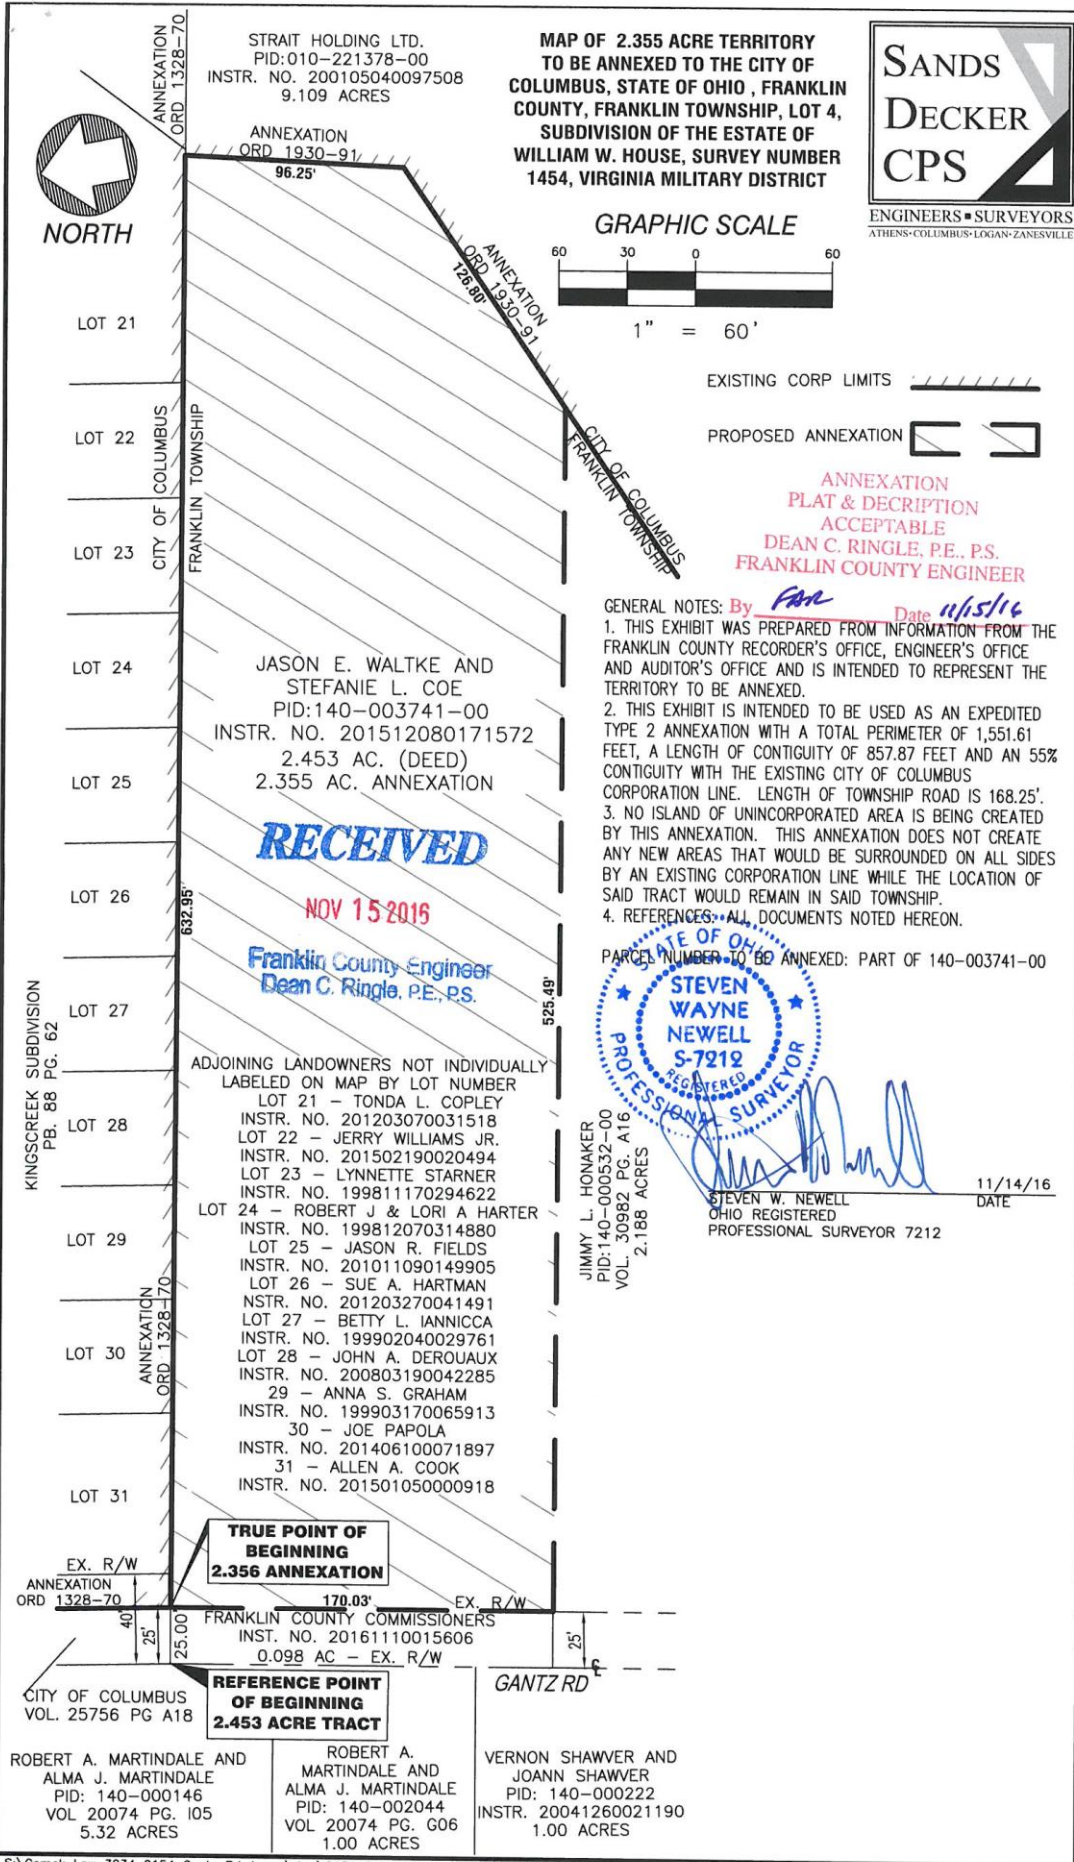 STRAIT HOLDING LTD.
PID:010-221378-00
INSTR. NO. 200105040097508
9.109 ACRES
ANNEXATION
ORD 1328-70
ANNEXATION
ORD 1930-91
96.25'
MAP OF 2.355 ACRE TERRITORY
TO BE ANNEXED TO THE CITY OF
COLUMBUS, STATE OF OHIO , FRANKLIN
COUNTY, FRANKLIN TOWNSHIP, LOT 4,
SUBDIVISION OF THE ESTATE OF
WILLIAM W. HOUSE, SURVEY NUMBER
1454, VIRGINIA MILITARY DISTRICT
SANDS
DECKER
CPS
ENGINEERS ▪ SURVEYORS
ATHENS•COLUMBUS•LOGAN•ZANESVILLE
NORTH
GRAPHIC SCALE
60 30 0 60
1" = 60'
ANNEXATION
ORD 1930-91
126.80'
EXISTING CORP LIMITS
PROPOSED ANNEXATION
CITY OF COLUMBUS
FRANKLIN TOWNSHIP
ANNEXATION
PLAT & DECRIPTION
ACCEPTABLE
DEAN C. RINGLE, P.E., P.S.
FRANKLIN COUNTY ENGINEER
By FAR Date 11/15/16
GENERAL NOTES:
1. THIS EXHIBIT WAS PREPARED FROM INFORMATION FROM THE
FRANKLIN COUNTY RECORDER'S OFFICE, ENGINEER'S OFFICE
AND AUDITOR'S OFFICE AND IS INTENDED TO REPRESENT THE
TERRITORY TO BE ANNEXED.
2. THIS EXHIBIT IS INTENDED TO BE USED AS AN EXPEDITED
TYPE 2 ANNEXATION WITH A TOTAL PERIMETER OF 1,551.61
FEET, A LENGTH OF CONTIGUITY OF 857.87 FEET AND AN 55%
CONTIGUITY WITH THE EXISTING CITY OF COLUMBUS
CORPORATION LINE. LENGTH OF TOWNSHIP ROAD IS 168.25'.
3. NO ISLAND OF UNINCORPORATED AREA IS BEING CREATED
BY THIS ANNEXATION. THIS ANNEXATION DOES NOT CREATE
ANY NEW AREAS THAT WOULD BE SURROUNDED ON ALL SIDES
BY AN EXISTING CORPORATION LINE WHILE THE LOCATION OF
SAID TRACT WOULD REMAIN IN SAID TOWNSHIP.
4. REFERENCES: ALL DOCUMENTS NOTED HEREON.
PARCEL NUMBER TO BE ANNEXED: PART OF 140-003741-00
STATE OF OHIO
STEVEN
WAYNE
NEWELL
S-7212
REGISTERED
PROFESSIONAL SURVEYOR
11/14/16
STEVEN W. NEWELL DATE
OHIO REGISTERED
PROFESSIONAL SURVEYOR 7212
LOT 21
LOT 22
LOT 23
LOT 24
LOT 25
LOT 26
LOT 27
LOT 28
LOT 29
LOT 30
LOT 31
CITY OF COLUMBUS
FRANKLIN TOWNSHIP
KINGSCREEK SUBDIVISION
PB. 88 PG. 62
632.95'
ANNEXATION
ORD 1328-70
JASON E. WALTKE AND
STEFANIE L. COE
PID:140-003741-00
INSTR. NO. 201512080171572
2.453 AC. (DEED)
2.355 AC. ANNEXATION
RECEIVED
NOV 15 2016
Franklin County Engineer
Dean C. Ringle, P.E., P.S.
525.49'
ADJOINING LANDOWNERS NOT INDIVIDUALLY
LABELED ON MAP BY LOT NUMBER
LOT 21 - TONDA L. COPLEY
INSTR. NO. 201203070031518
LOT 22 - JERRY WILLIAMS JR.
INSTR. NO. 201502190020494
LOT 23 - LYNNETTE STARNER
INSTR. NO. 199811170294622
LOT 24 - ROBERT J & LORI A HARTER
INSTR. NO. 199812070314880
LOT 25 - JASON R. FIELDS
INSTR. NO. 201011090149905
LOT 26 - SUE A. HARTMAN
NSTR. NO. 201203270041491
LOT 27 - BETTY L. IANNICCA
INSTR. NO. 199902040029761
LOT 28 - JOHN A. DEROUAUX
INSTR. NO. 200803190042285
29 - ANNA S. GRAHAM
INSTR. NO. 199903170065913
30 - JOE PAPOLA
INSTR. NO. 201406100071897
31 - ALLEN A. COOK
INSTR. NO. 201501050000918
JIMMY L. HONAKER
PID:140-000532-00
VOL. 30982 PG. A16
2.188 ACRES
TRUE POINT OF
BEGINNING
2.356 ANNEXATION
EX. R/W
ANNEXATION
ORD 1328-70
40'
25'
25.00'
170.03'
EX. R/W
FRANKLIN COUNTY COMMISSIONERS
INST. NO. 20161110015606
0.098 AC - EX. R/W
25'
GANTZ RD
REFERENCE POINT
OF BEGINNING
2.453 ACRE TRACT
CITY OF COLUMBUS
VOL. 25756 PG A18
ROBERT A. MARTINDALE AND
ALMA J. MARTINDALE
PID: 140-000146
VOL 20074 PG. I05
5.32 ACRES
ROBERT A.
MARTINDALE AND
ALMA J. MARTINDALE
PID: 140-002044
VOL 20074 PG. G06
1.00 ACRES
VERNON SHAWVER AND
JOANN SHAWVER
PID: 140-000222
INSTR. 20041260021190
1.00 ACRES